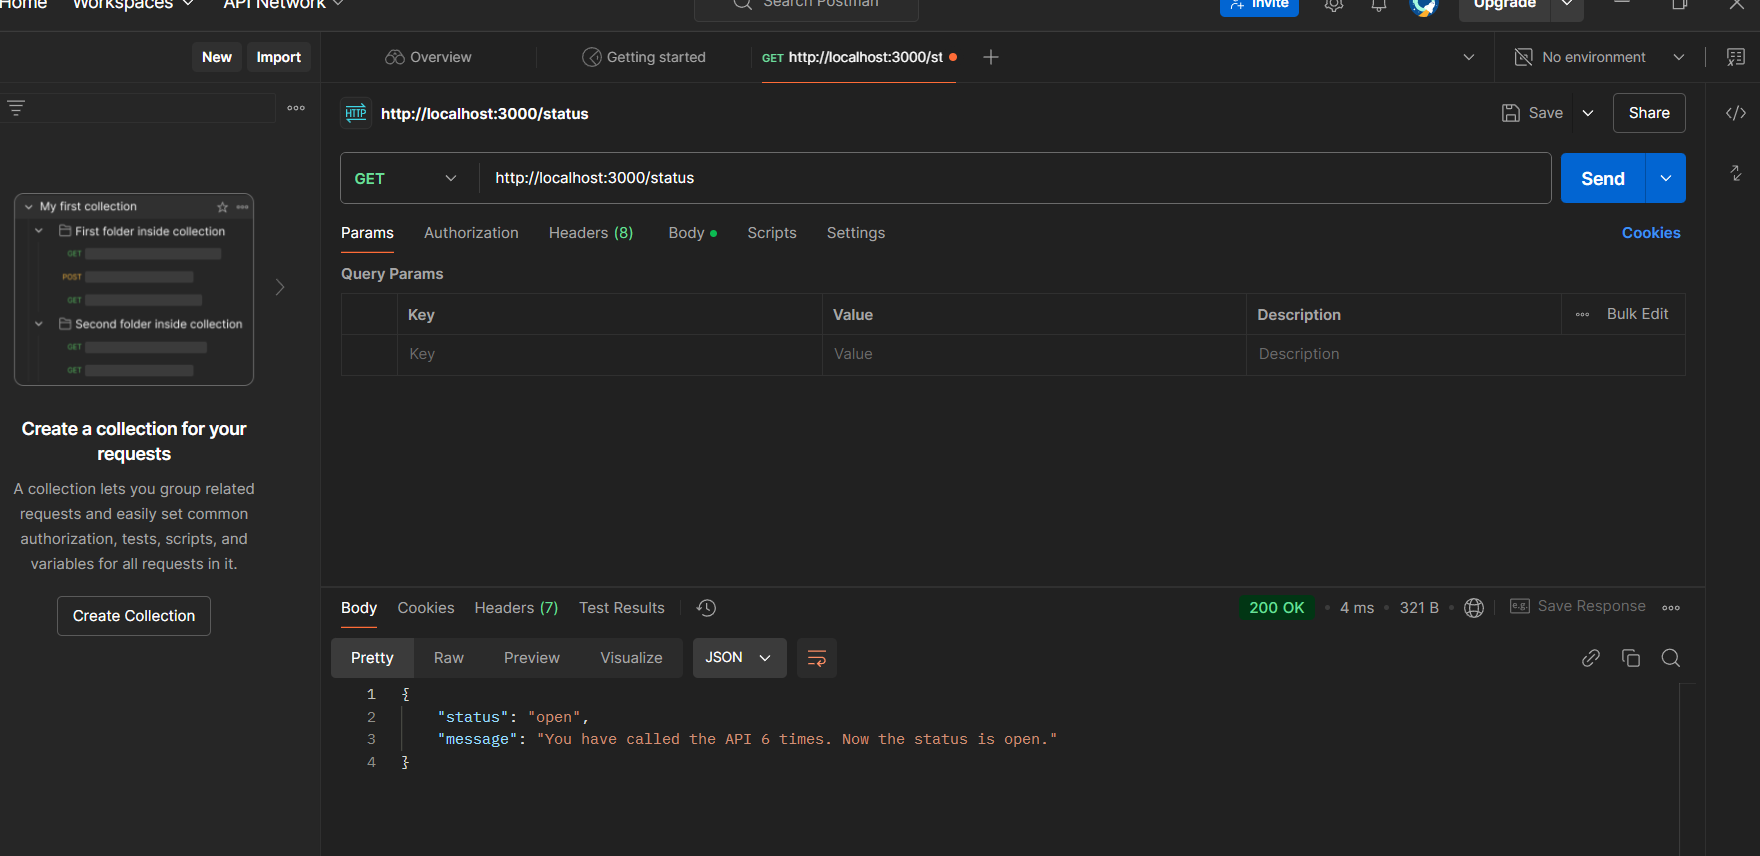 Home Workspaces API Network Search Postman Invite Upgrade
New Import Overview Getting started GET http://localhost:3000/st No environment
HTTP http://localhost:3000/status Save Share
GET http://localhost:3000/status Send
Params Authorization Headers (8) Body Scripts Settings Cookies
Query Params
Key Value Description Bulk Edit
Key Value Description
My first collection
First folder inside collection
GET
POST
GET
Second folder inside collection
GET
GET
Create a collection for your
requests
A collection lets you group related
requests and easily set common
authorization, tests, scripts, and
variables for all requests in it.
Create Collection
Body Cookies Headers (7) Test Results 200 OK 4 ms 321 B e.g. Save Response
Pretty Raw Preview Visualize JSON
1 {
2 "status": "open",
3 "message": "You have called the API 6 times. Now the status is open."
4 }